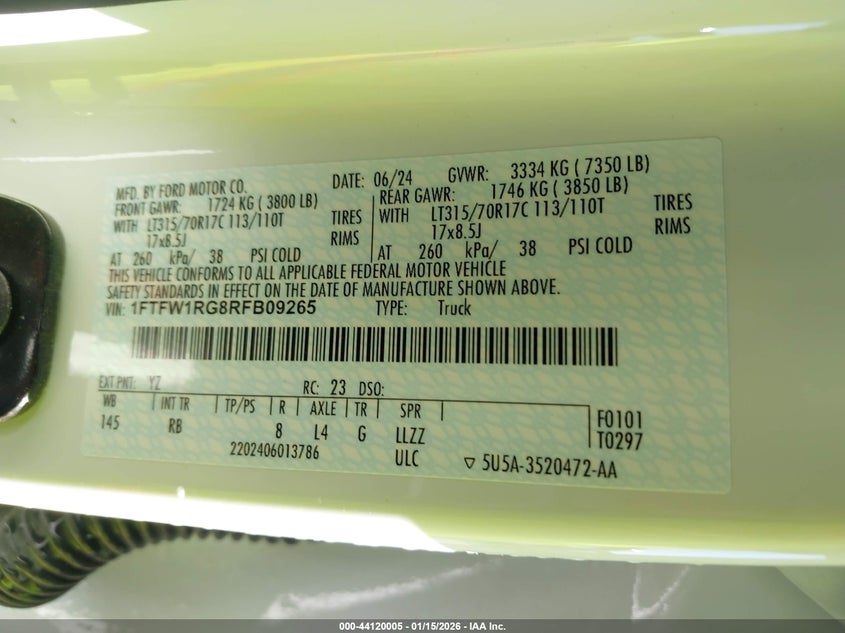 MFD. BY FORD MOTOR CO. DATE: 06/24 GVWR: 3334 KG ( 7350 LB)
FRONT GAWR: 1724 KG ( 3800 LB) REAR GAWR: 1746 KG ( 3850 LB)
WITH LT315/70R17C 113/110T TIRES WITH LT315/70R17C 113/110T TIRES
17x8.5J RIMS 17x8.5J RIMS
AT 260 kPa/ 38 PSI COLD AT 260 kPa/ 38 PSI COLD
THIS VEHICLE CONFORMS TO ALL APPLICABLE FEDERAL MOTOR VEHICLE
SAFETY STANDARDS IN EFFECT ON THE DATE OF MANUFACTURE SHOWN ABOVE.
VIN: 1FTFW1RG8RFB09265 TYPE: Truck
EXT PNT: YZ RC: 23 DSO:
WB INT TR TP/PS R AXLE TR SPR F0101
145 RB 8 L4 G LLZZ T0297
2202406013786 ULC ▽ 5U5A-3520472-AA
000-44120005 - 01/15/2026 - IAA Inc.